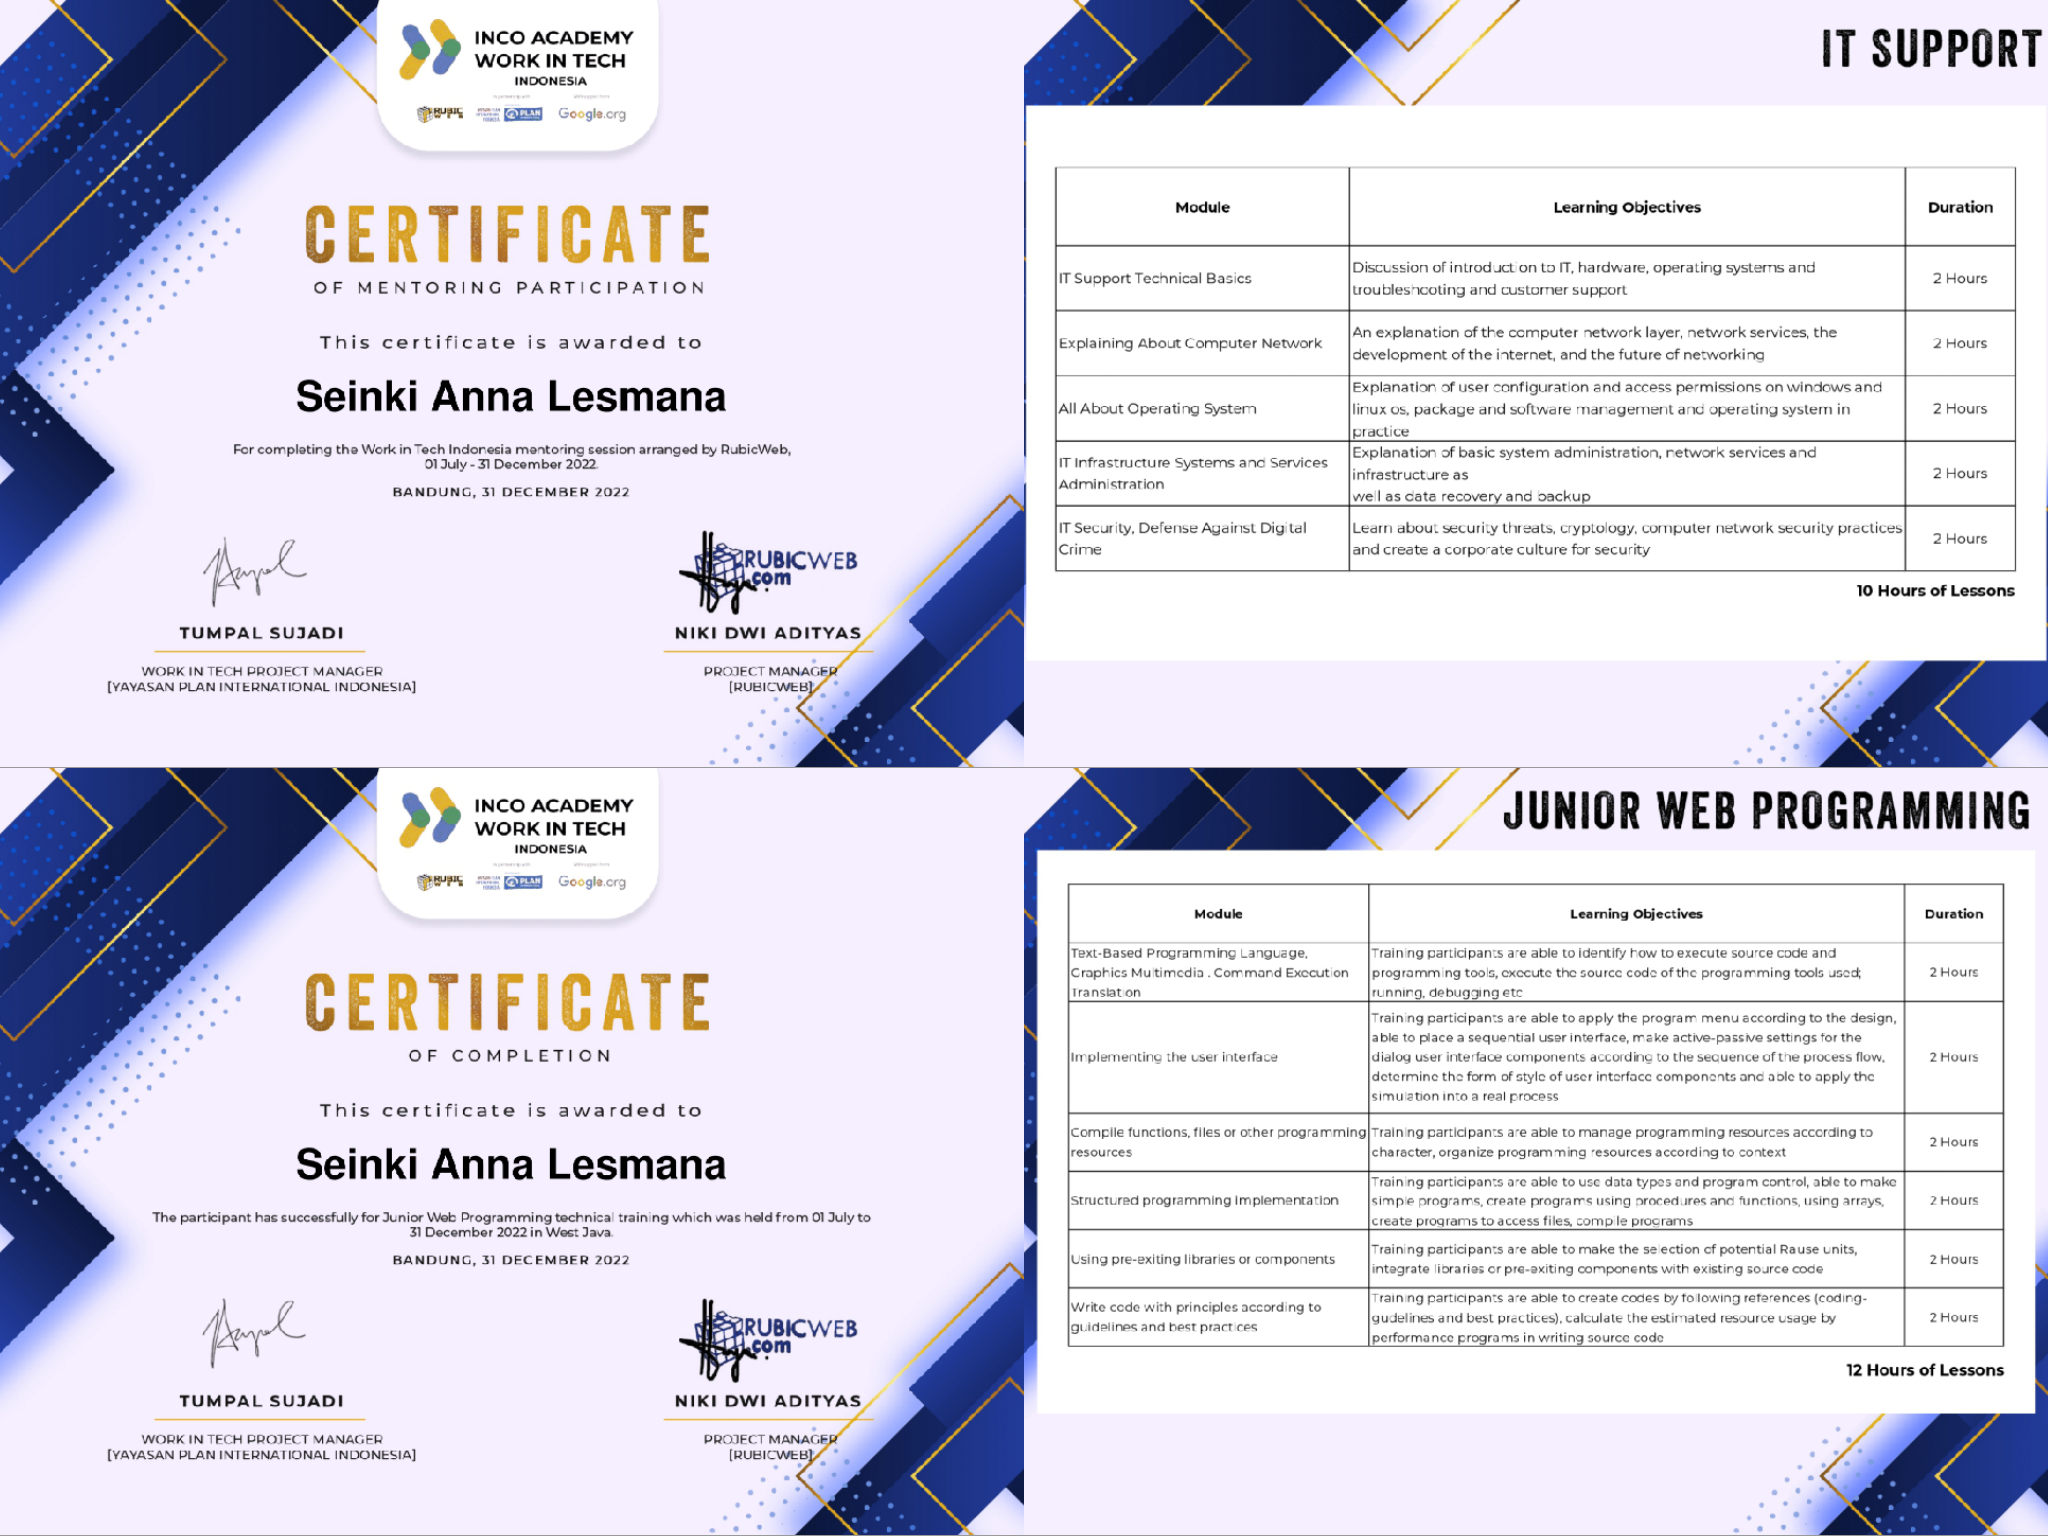 INCO ACADEMY
WORK IN TECH
INDONESIA
RUBIC
PLAN
Google.org
CERTIFICATE
OF MENTORING PARTICIPATION
This certificate is awarded to
Seinki Anna Lesmana
For completing the Work in Tech Indonesia mentoring session arranged by RubicWeb,
01 July - 31 December 2022.
BANDUNG, 31 DECEMBER 2022
RUBICWEB
.com
TUMPAL SUJADI
WORK IN TECH PROJECT MANAGER
[YAYASAN PLAN INTERNATIONAL INDONESIA]
NIKI DWI ADITYAS
PROJECT MANAGER
[RUBICWEB]
IT SUPPORT
Module
Learning Objectives
Duration
IT Support Technical Basics
Discussion of introduction to IT, hardware, operating systems and
troubleshooting and customer support
2 Hours
Explaining About Computer Network
An explanation of the computer network layer, network services, the
development of the internet, and the future of networking
2 Hours
All About Operating System
Explanation of user configuration and access permissions on windows and
linux os, package and software management and operating system in
practice
2 Hours
IT Infrastructure Systems and Services
Administration
Explanation of basic system administration, network services and
infrastructure as
well as data recovery and backup
2 Hours
IT Security, Defense Against Digital
Crime
Learn about security threats, cryptology, computer network security practices
and create a corporate culture for security
2 Hours
10 Hours of Lessons
INCO ACADEMY
WORK IN TECH
INDONESIA
RUBIC
PLAN
Google.org
CERTIFICATE
OF COMPLETION
This certificate is awarded to
Seinki Anna Lesmana
The participant has successfully for Junior Web Programming technical training which was held from 01 July to
31 December 2022 in West Java.
BANDUNG, 31 DECEMBER 2022
RUBICWEB
.com
TUMPAL SUJADI
WORK IN TECH PROJECT MANAGER
[YAYASAN PLAN INTERNATIONAL INDONESIA]
NIKI DWI ADITYAS
PROJECT MANAGER
[RUBICWEB]
JUNIOR WEB PROGRAMMING
Module
Learning Objectives
Duration
Text-Based Programming Language,
Graphics Multimedia . Command Execution
Translation
Training participants are able to identify how to execute source code and
programming tools, execute the source code of the programming tools used;
running, debugging etc
2 Hours
Implementing the user interface
Training participants are able to apply the program menu according to the design,
able to place a sequential user interface, make active-passive settings for the
dialog user interface components according to the sequence of the process flow,
determine the form of style of user interface components and able to apply the
simulation into a real process
2 Hours
Compile functions, files or other programming
resources
Training participants are able to manage programming resources according to
character, organize programming resources according to context
2 Hours
Structured programming implementation
Training participants are able to use data types and program control, able to make
simple programs, create programs using procedures and functions, using arrays,
create programs to access files, compile programs
2 Hours
Using pre-exiting libraries or components
Training participants are able to make the selection of potential Rause units,
integrate libraries or pre-exiting components with existing source code
2 Hours
Write code with principles according to
guidelines and best practices
Training participants are able to create codes by following references (coding-
gudelines and best practices), calculate the estimated resource usage by
performance programs in writing source code
2 Hours
12 Hours of Lessons